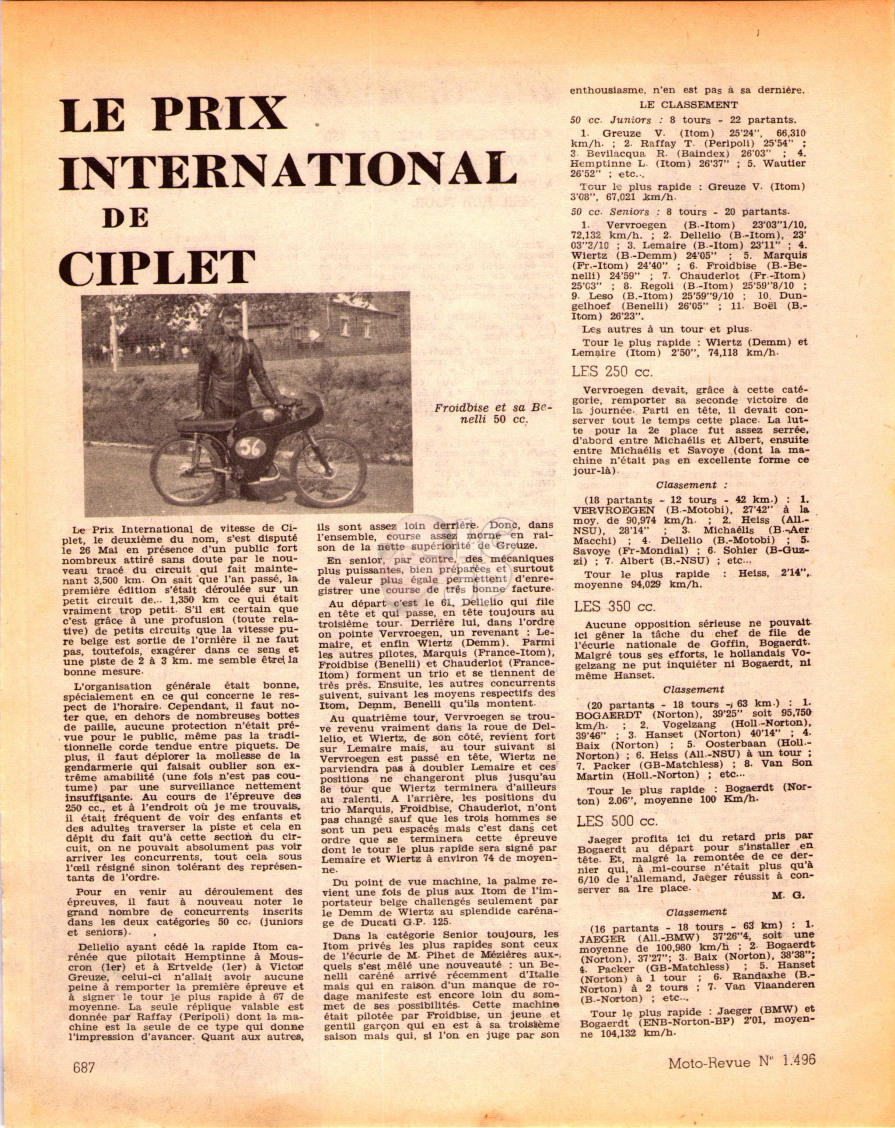 LE PRIX
INTERNATIONAL
DE
CIPLET
Froidbise et sa Be-
nelli 50 cc.
Le Prix International de vitesse de Ci-
plet, le deuxième du nom, s'est disputé
le 26 Mai en présence d'un public fort
nombreux attiré sans doute par le nou-
veau tracé du circuit qui fait mainte-
nant 3,500 km. On sait que l'an passé, la
première édition s'était déroulée sur un
petit circuit de... 1,350 km ce qui était
vraiment trop petit. S'il est certain que
c'est grâce à une profusion (toute rela-
tive) de petits circuits que la vitesse pu-
re belge est sortie de l'ornière il ne faut
pas, toutefois, exagérer dans ce sens et
une piste de 2 à 3 km. me semble être la
bonne mesure.
L'organisation générale était bonne,
spécialement en ce qui concerne le res-
pect de l'horaire. Cependant, il faut no-
ter que, en dehors de nombreuses bottes
de paille, aucune protection n'était pré-
vue pour le public, même pas la tradi-
tionnelle corde tendue entre piquets. De
plus, il faut déplorer la mollesse de la
gendarmerie qui faisait oublier son ex-
trême amabilité (une fois n'est pas cou-
tume) par une surveillance nettement
insuffisante. Au cours de l'épreuve des
250 cc., et à l'endroit où je me trouvais,
il était fréquent de voir des enfants et
des adultes traverser la piste et cela en
dépit du fait qu'à cette section du cir-
cuit, on ne pouvait absolument pas voir
arriver les concurrents, tout cela sous
l'œil résigné sinon tolérant des représen-
tants de l'ordre.
Pour en venir au déroulement des
épreuves, il faut à nouveau noter le
grand nombre de concurrents inscrits
dans les deux catégories 50 cc. (juniors
et seniors).
Dellelio ayant cédé la rapide Itom ca-
rénée que pilotait Hemptinne à Mous-
cron (1er) et à Ertvelde (1er) à Victor
Greuze, celui-ci n'allait avoir aucune
peine à remporter la première épreuve et
à signer le tour le plus rapide à 67 de
moyenne. La seule réplique valable est
donnée par Raffay (Peripoli) dont la ma-
chine est la seule de ce type qui donne
l'impression d'avancer. Quant aux autres,
ils sont assez loin derrière. Donc, dans
l'ensemble, course assez morne en rai-
son de la nette supériorité de Greuze.
En senior, par contre, des mécaniques
plus puissantes, bien préparées et surtout
de valeur plus égale permettent d'enre-
gistrer une course de très bonne facture.
Au départ c'est le 61, Dellelio qui file
en tête et qui passe, en tête toujours au
troisième tour. Derrière lui, dans l'ordre
on pointe Vervroegen, un revenant : Le-
maire, et enfin Wiertz (Demm). Parmi
les autres pilotes, Marquis (France-Itom),
Froidbise (Benelli) et Chauderlot (France-
Itom) forment un trio et se tiennent de
très près. Ensuite, les autres concurrents
suivent, suivant les moyens respectifs des
Itom, Demm, Benelli qu'ils montent.
Au quatrième tour, Vervroegen se trou-
ve revenu vraiment dans la roue de Del-
lelio, et Wiertz, de son côté, revient fort
sur Lemaire mais, au tour suivant si
Vervroegen est passé en tête, Wiertz ne
parviendra pas à doubler Lemaire et ces
positions ne changeront plus jusqu'au
8e tour que Wiertz terminera d'ailleurs
au ralenti. A l'arrière, les positions du
trio Marquis, Froidbise, Chauderlot, n'ont
pas changé sauf que les trois hommes se
sont un peu espacés mais c'est dans cet
ordre que se terminera cette épreuve
dont le tour le plus rapide sera signé par
Lemaire et Wiertz à environ 74 de moyen-
ne.
Du point de vue machine, la palme re-
vient une fois de plus aux Itom de l'im-
portateur belge challengés seulement par
le Demm de Wiertz au splendide caréna-
ge de Ducati G.P. 125.
Dans la catégorie Senior toujours, les
Itom privés les plus rapides sont ceux
de l'écurie de M. Pihet de Mézières aux-
quels s'est mêlé une nouveauté : un Be-
nelli caréné arrivé récemment d'Italie
mais qui en raison d'un manque de ro-
dage manifeste est encore loin du som-
met de ses possibilités. Cette machine
était pilotée par Froidbise, un jeune et
gentil garçon qui en est à sa troisième
saison mais qui, si l'on en juge par son
enthousiasme, n'en est pas à sa dernière.
LE CLASSEMENT
50 cc. Juniors : 8 tours - 22 partants.
1. Greuze V. (Itom) 25'24", 66,310
km/h. ; 2. Raffay T. (Peripoli) 25'54" ;
3. Bevilacqua R. (Baindex) 26'03" ; 4.
Hemptinne L. (Itom) 26'37" ; 5. Wautier
26'52" ; etc...
Tour le plus rapide : Greuze V. (Itom)
3'08", 67,021 km/h.
50 cc. Seniors : 8 tours - 20 partants.
1. Vervroegen (B.-Itom) 23'03"1/10,
72,132 km/h. ; 2. Dellelio (B.-Itom), 23'
03"2/10 ; 3. Lemaire (B.-Itom) 23'11" ; 4.
Wiertz (B.-Demm) 24'05" ; 5. Marquis
(Fr.-Itom) 24'40" ; 6. Froidbise (B.-Be-
nelli) 24'59" ; 7. Chauderlot (Fr.-Itom)
25'03" ; 8. Regoli (B.-Itom) 25'59"8/10 ;
9. Leso (B.-Itom) 25'59"9/10 ; 10. Dun-
gelhoef (Benelli) 26'05" ; 11. Boël (B.-
Itom) 26'23".
Les autres à un tour et plus.
Tour le plus rapide : Wiertz (Demm) et
Lemaire (Itom) 2'50", 74,118 km/h.
LES 250 cc.
Vervroegen devait, grâce à cette caté-
gorie, remporter sa seconde victoire de
la journée. Parti en tête, il devait con-
server tout le temps cette place. La lut-
te pour la 2e place fut assez serrée,
d'abord entre Michaélis et Albert, ensuite
entre Michaélis et Savoye (dont la ma-
chine n'était pas en excellente forme ce
jour-là).
Classement :
(18 partants - 12 tours - 42 km.) : 1.
VERVROEGEN (B.-Motobi), 27'42" à la
moy. de 90,974 km/h. ; 2. Heiss (All.-
NSU), 28'14" ; 3. Michaëlis (B.-Aer
Macchi) ; 4. Dellelio (B.-Motobi) ; 5.
Savoye (Fr-Mondial) ; 6. Sohier (B-Guz-
zi) ; 7. Albert (B.-NSU) ; etc...
Tour le plus rapide : Heiss, 2'14",
moyenne 94,029 km/h.
LES 350 cc.
Aucune opposition sérieuse ne pouvait
ici gêner la tâche du chef de file de
l'écurie nationale de Goffin, Bogaerdt.
Malgré tous ses efforts, le hollandais Vo-
gelzang ne put inquiéter ni Bogaerdt, ni
même Hanset.
Classement
(20 partants - 18 tours - 63 km.) : 1.
BOGAERDT (Norton), 39'25" soit 95,750
km/h. ; 2. Vogelzang (Holl.-Norton),
39'46" ; 3. Hanset (Norton) 40'14" ; 4.
Baix (Norton) ; 5. Oosterbaan (Holl.-
Norton) ; 6. Heiss (All.-NSU à un tour ;
7. Packer (GB-Matchless) ; 8. Van Son
Martin (Holl.-Norton) ; etc...
Tour le plus rapide : Bogaerdt (Nor-
ton) 2.06", moyenne 100 Km/h.
LES 500 cc.
Jaeger profita ici du retard pris par
Bogaerdt au départ pour s'installer en
tête. Et, malgré la remontée de ce der-
nier qui, à mi-course n'était plus qu'à
6/10 de l'allemand, Jaeger réussit à con-
server sa 1re place.
M. G.
Classement
(16 partants - 18 tours - 63 km) : 1.
JAEGER (All.-BMW) 37'26"4, soit une
moyenne de 100,980 km/h ; 2. Bogaerdt
(Norton), 37'27"; 3. Baix (Norton), 38'38";
4. Packer (GB-Matchless) ; 5. Hanset
(Norton) à 1 tour ; 6. Randaxhe (B.-
Norton) à 2 tours ; 7. Van Vlaanderen
(B.-Norton) ; etc...
Tour le plus rapide : Jaeger (BMW) et
Bogaerdt (ENB-Norton-BP) 2'01, moyen-
ne 104,132 km/h.
56
687
Moto-Revue N° 1.496